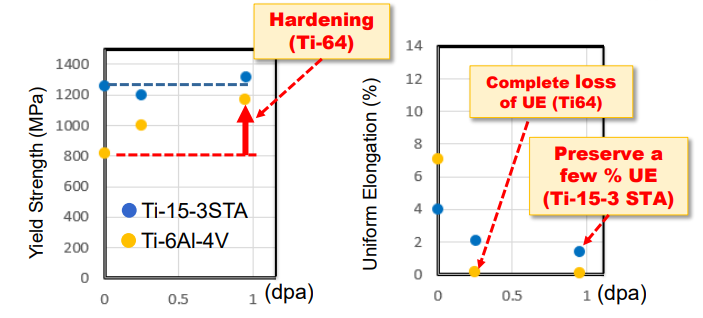 Hardening
(Ti-64)
Yield Strength (MPa)
1400
1200
1000
800
600
400
200
0
Ti-15-3STA
Ti-6Al-4V
0
0.5
1
(dpa)
Uniform Elongation (%)
14
12
10
8
6
4
2
0
Complete loss
of UE (Ti64)
Preserve a
few % UE
(Ti-15-3 STA)
0
0.5
1
(dpa)